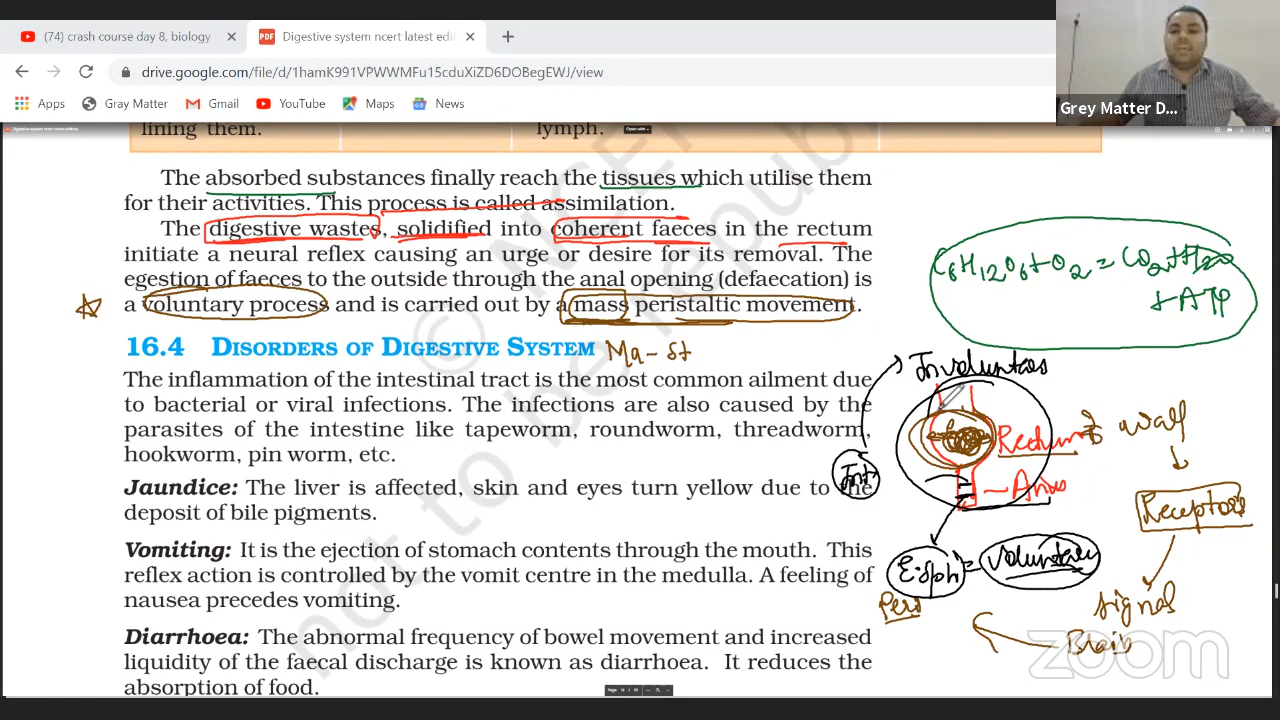 (74) crash course day 8, biology
Digestive system ncert latest edi
drive.google.com/file/d/1hamK991VPWWMFu15cduXiZD6DOBegEWJ/view
Apps Gray Matter Gmail YouTube Maps News
Grey Matter D...
Open with
lining them. lymph.
The absorbed substances finally reach the tissues which utilise them
for their activities. This process is called assimilation.
The digestive wastes, solidified into coherent faeces in the rectum
initiate a neural reflex causing an urge or desire for its removal. The
egestion of faeces to the outside through the anal opening (defaecation) is
a voluntary process and is carried out by a mass peristaltic movement.
C6H12O6+O2=CO2+H2O
+ATP
16.4 DISORDERS OF DIGESTIVE SYSTEM
Ma-st
The inflammation of the intestinal tract is the most common ailment due
to bacterial or viral infections. The infections are also caused by the
parasites of the intestine like tapeworm, roundworm, threadworm,
hookworm, pin worm, etc.
Jaundice: The liver is affected, skin and eyes turn yellow due to the
deposit of bile pigments.
Vomiting: It is the ejection of stomach contents through the mouth. This
reflex action is controlled by the vomit centre in the medulla. A feeling of
nausea precedes vomiting.
Diarrhoea: The abnormal frequency of bowel movement and increased
liquidity of the faecal discharge is known as diarrhoea. It reduces the
absorption of food.
Rectum
wall
Int
Receptors
E.sph = Voluntary
Signal
Brain
zoom
© NCERT
not to be republ
Page